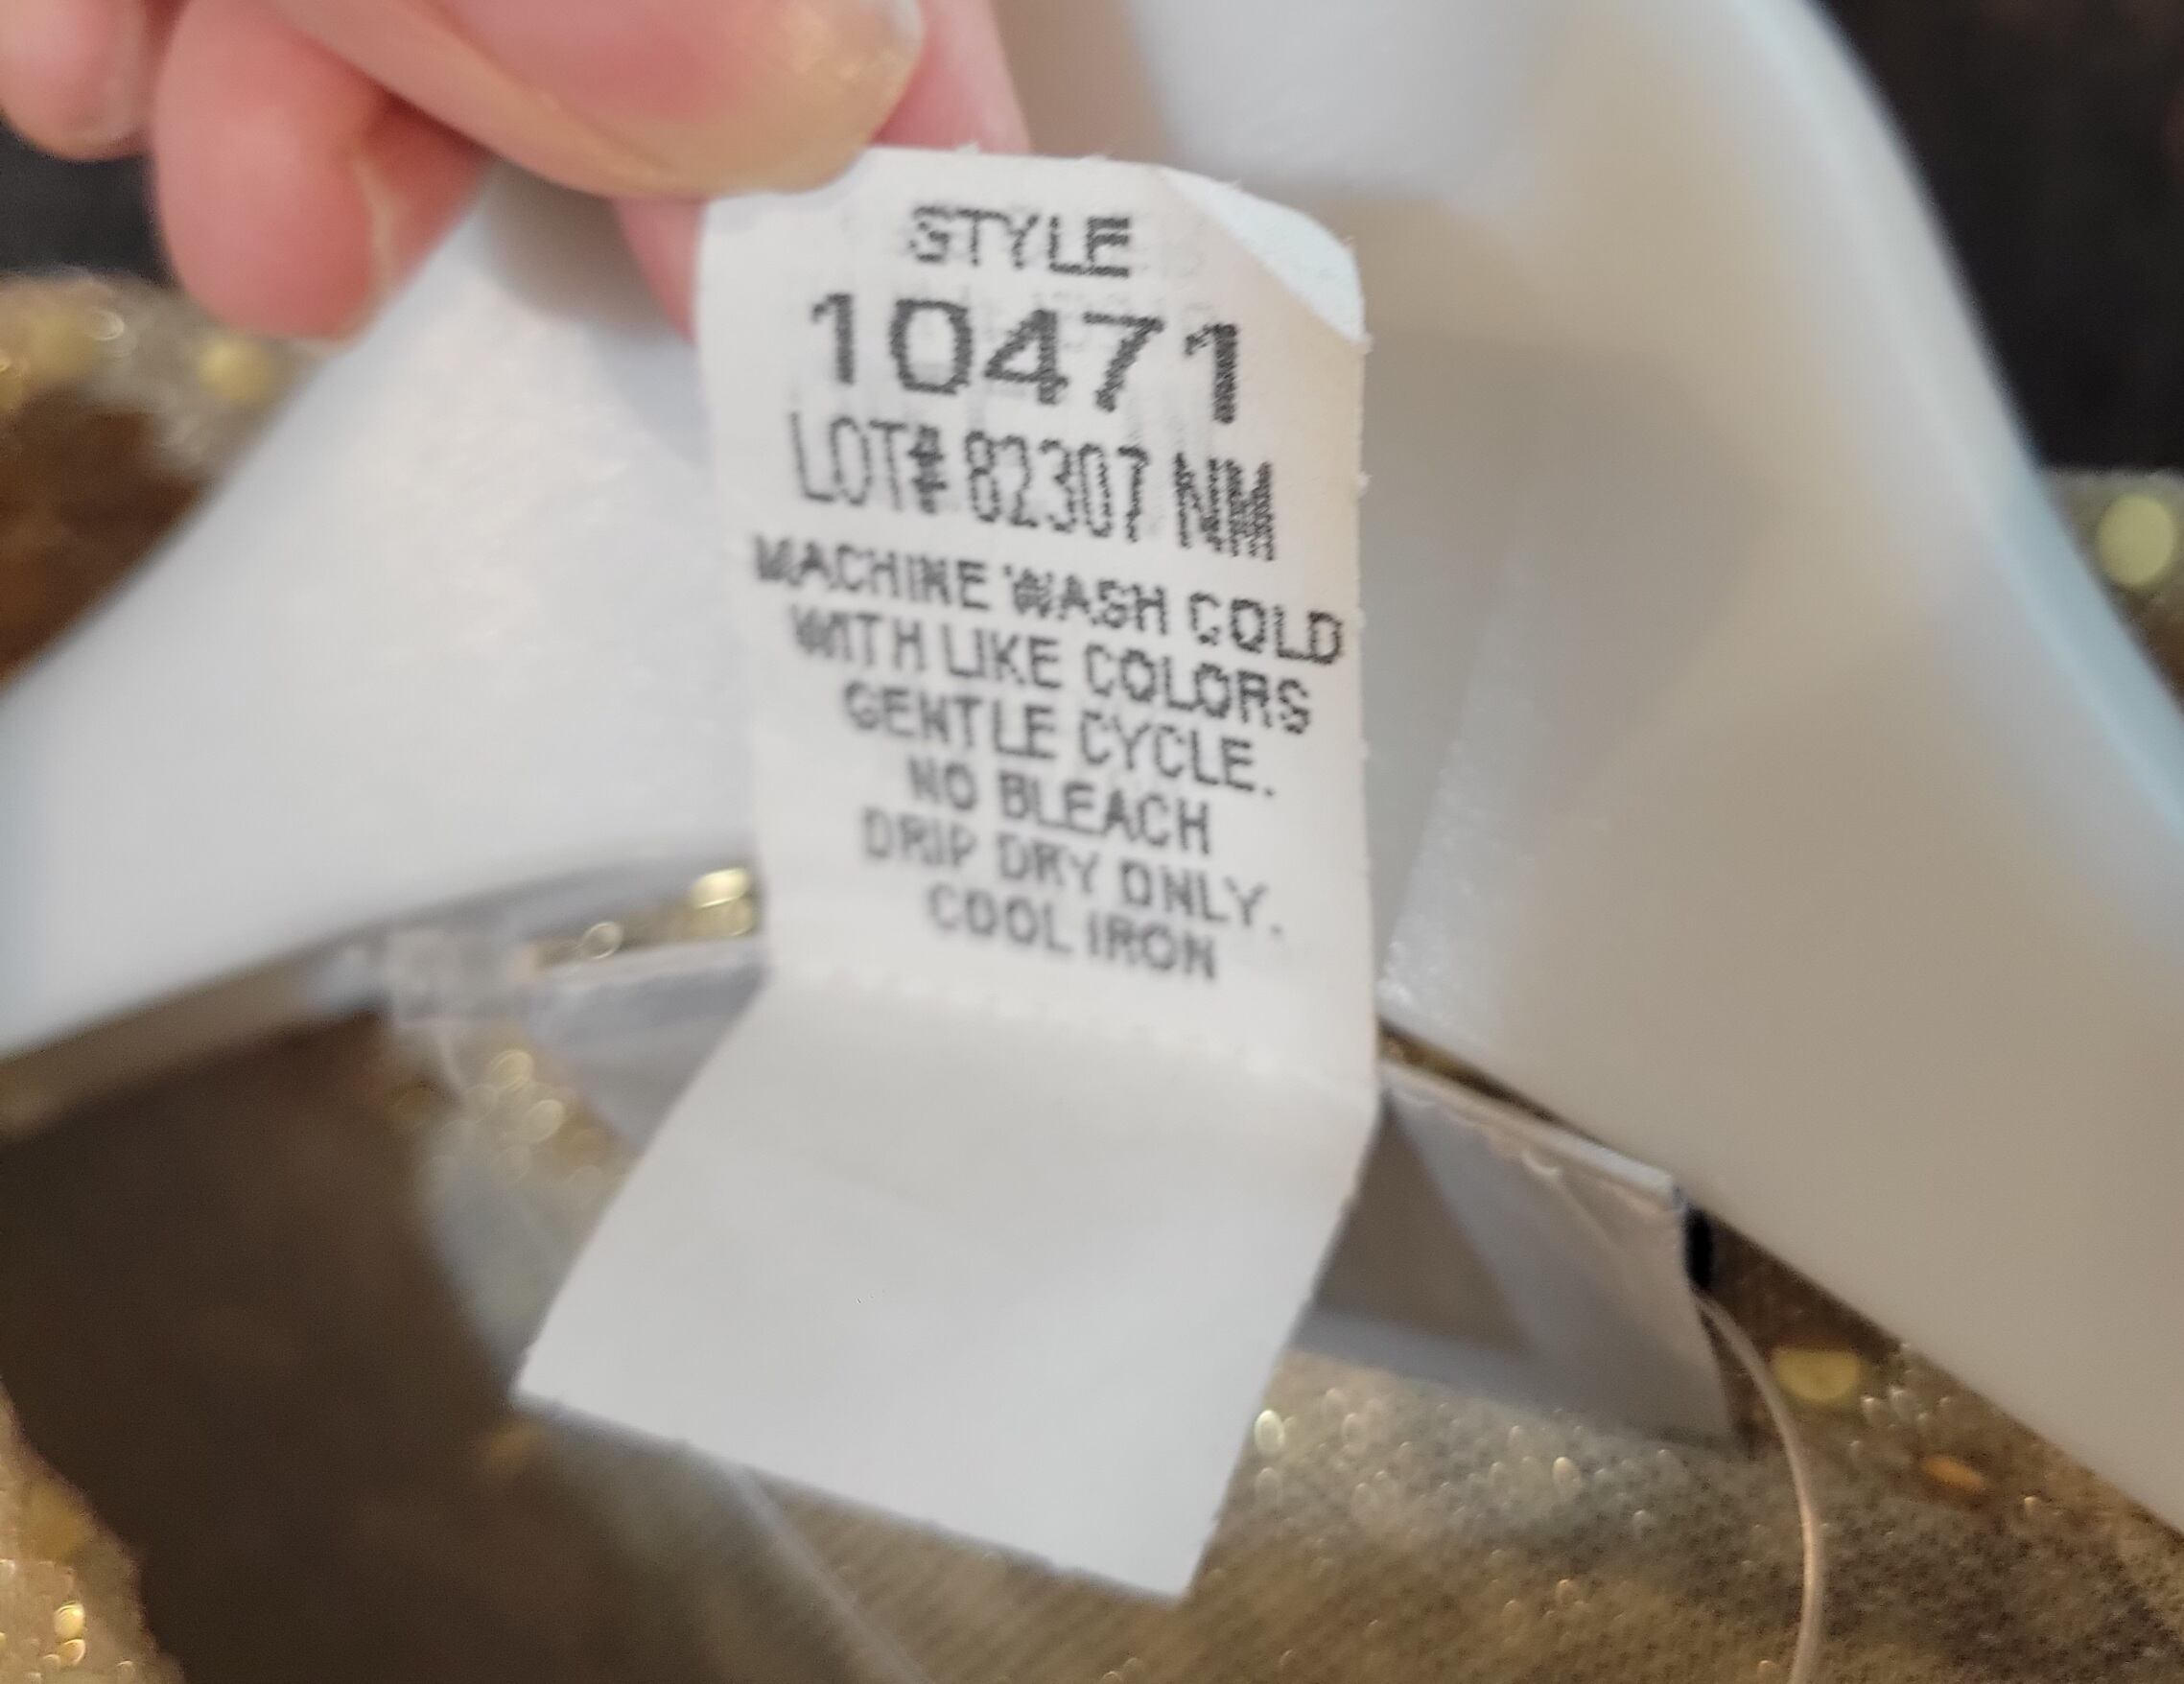 STYLE
10471
LOT# 82307 NM
MACHINE WASH COLD
WITH LIKE COLORS
GENTLE CYCLE.
NO BLEACH
DRIP DRY ONLY.
COOL IRON